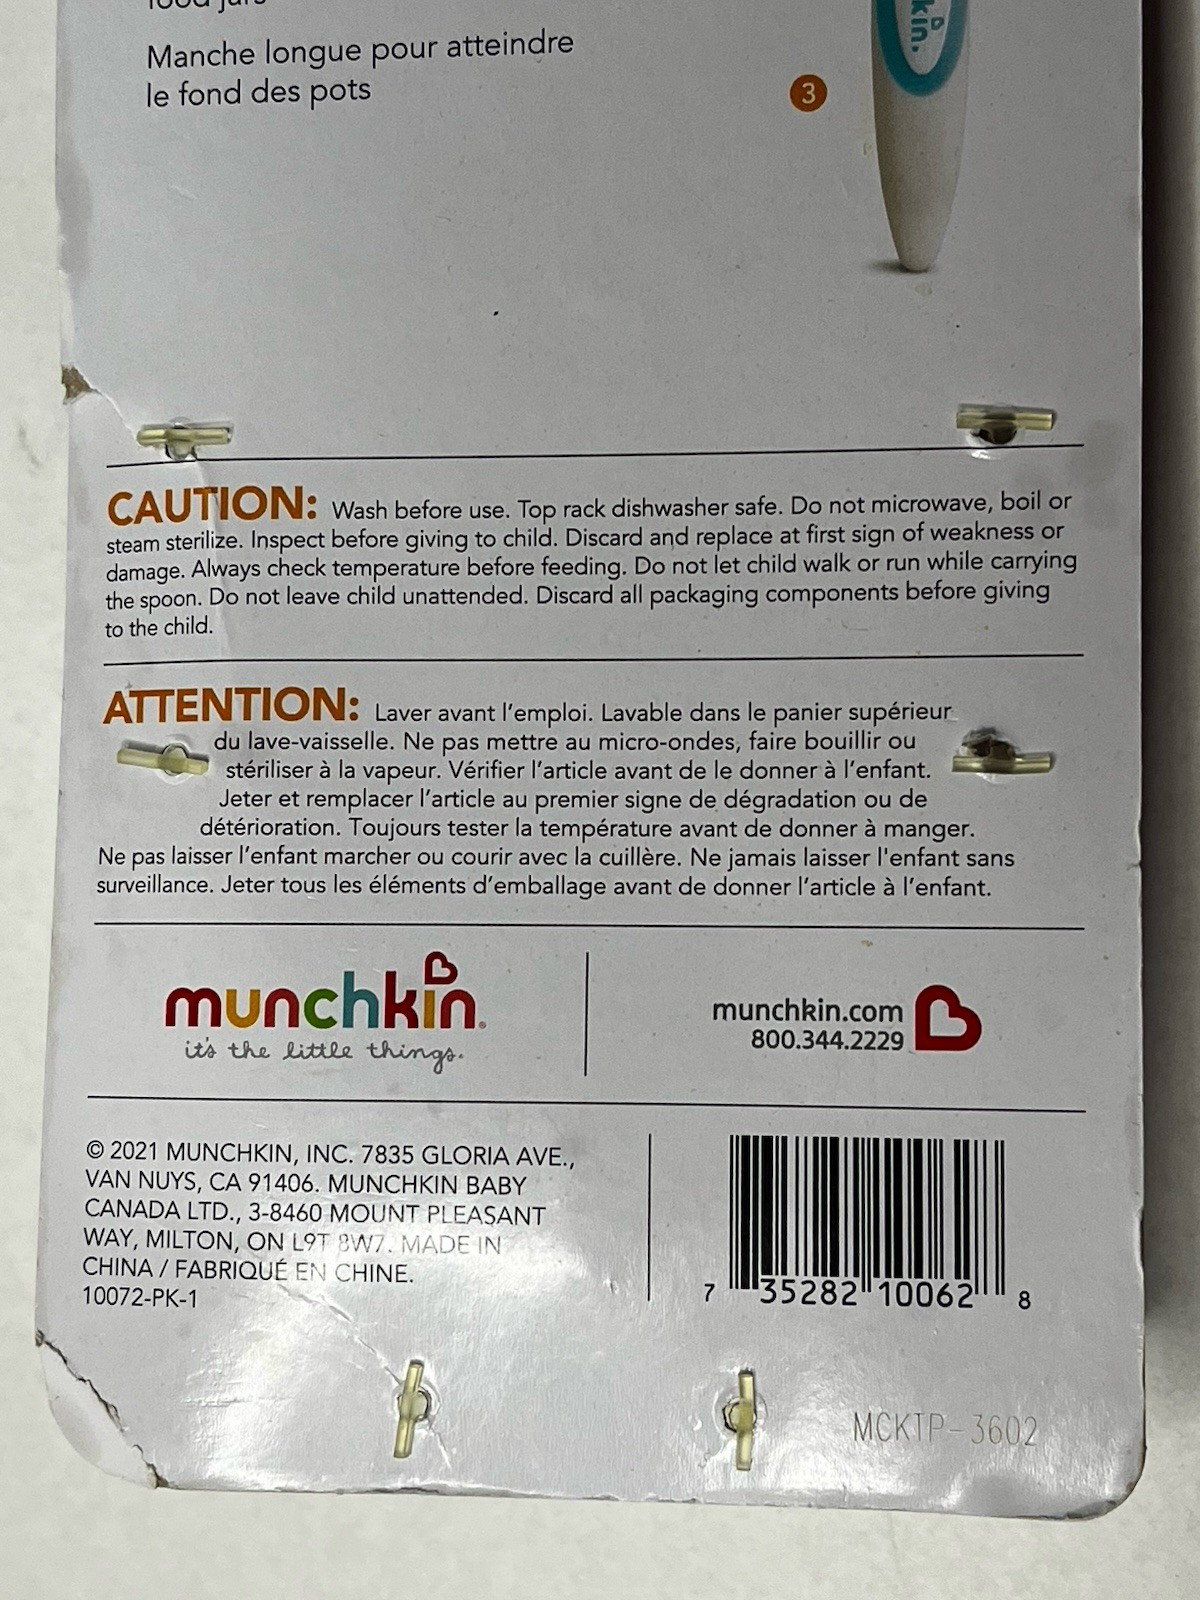 Manche longue pour atteindre
le fond des pots
3
kin.
CAUTION: Wash before use. Top rack dishwasher safe. Do not microwave, boil or
steam sterilize. Inspect before giving to child. Discard and replace at first sign of weakness or
damage. Always check temperature before feeding. Do not let child walk or run while carrying
the spoon. Do not leave child unattended. Discard all packaging components before giving
to the child.
ATTENTION: Laver avant l'emploi. Lavable dans le panier supérieur
du lave-vaisselle. Ne pas mettre au micro-ondes, faire bouillir ou
stériliser à la vapeur. Vérifier l'article avant de le donner à l'enfant.
Jeter et remplacer l'article au premier signe de dégradation ou de
détérioration. Toujours tester la température avant de donner à manger.
Ne pas laisser l'enfant marcher ou courir avec la cuillère. Ne jamais laisser l'enfant sans
surveillance. Jeter tous les éléments d'emballage avant de donner l'article à l'enfant.
munchkin®
it's the little things.
munchkin.com
800.344.2229
© 2021 MUNCHKIN, INC. 7835 GLORIA AVE.,
VAN NUYS, CA 91406. MUNCHKIN BABY
CANADA LTD., 3-8460 MOUNT PLEASANT
WAY, MILTON, ON L9T 8W7. MADE IN
CHINA / FABRIQUÉ EN CHINE.
10072-PK-1
7 35282 10062 8
MCKTP-3602